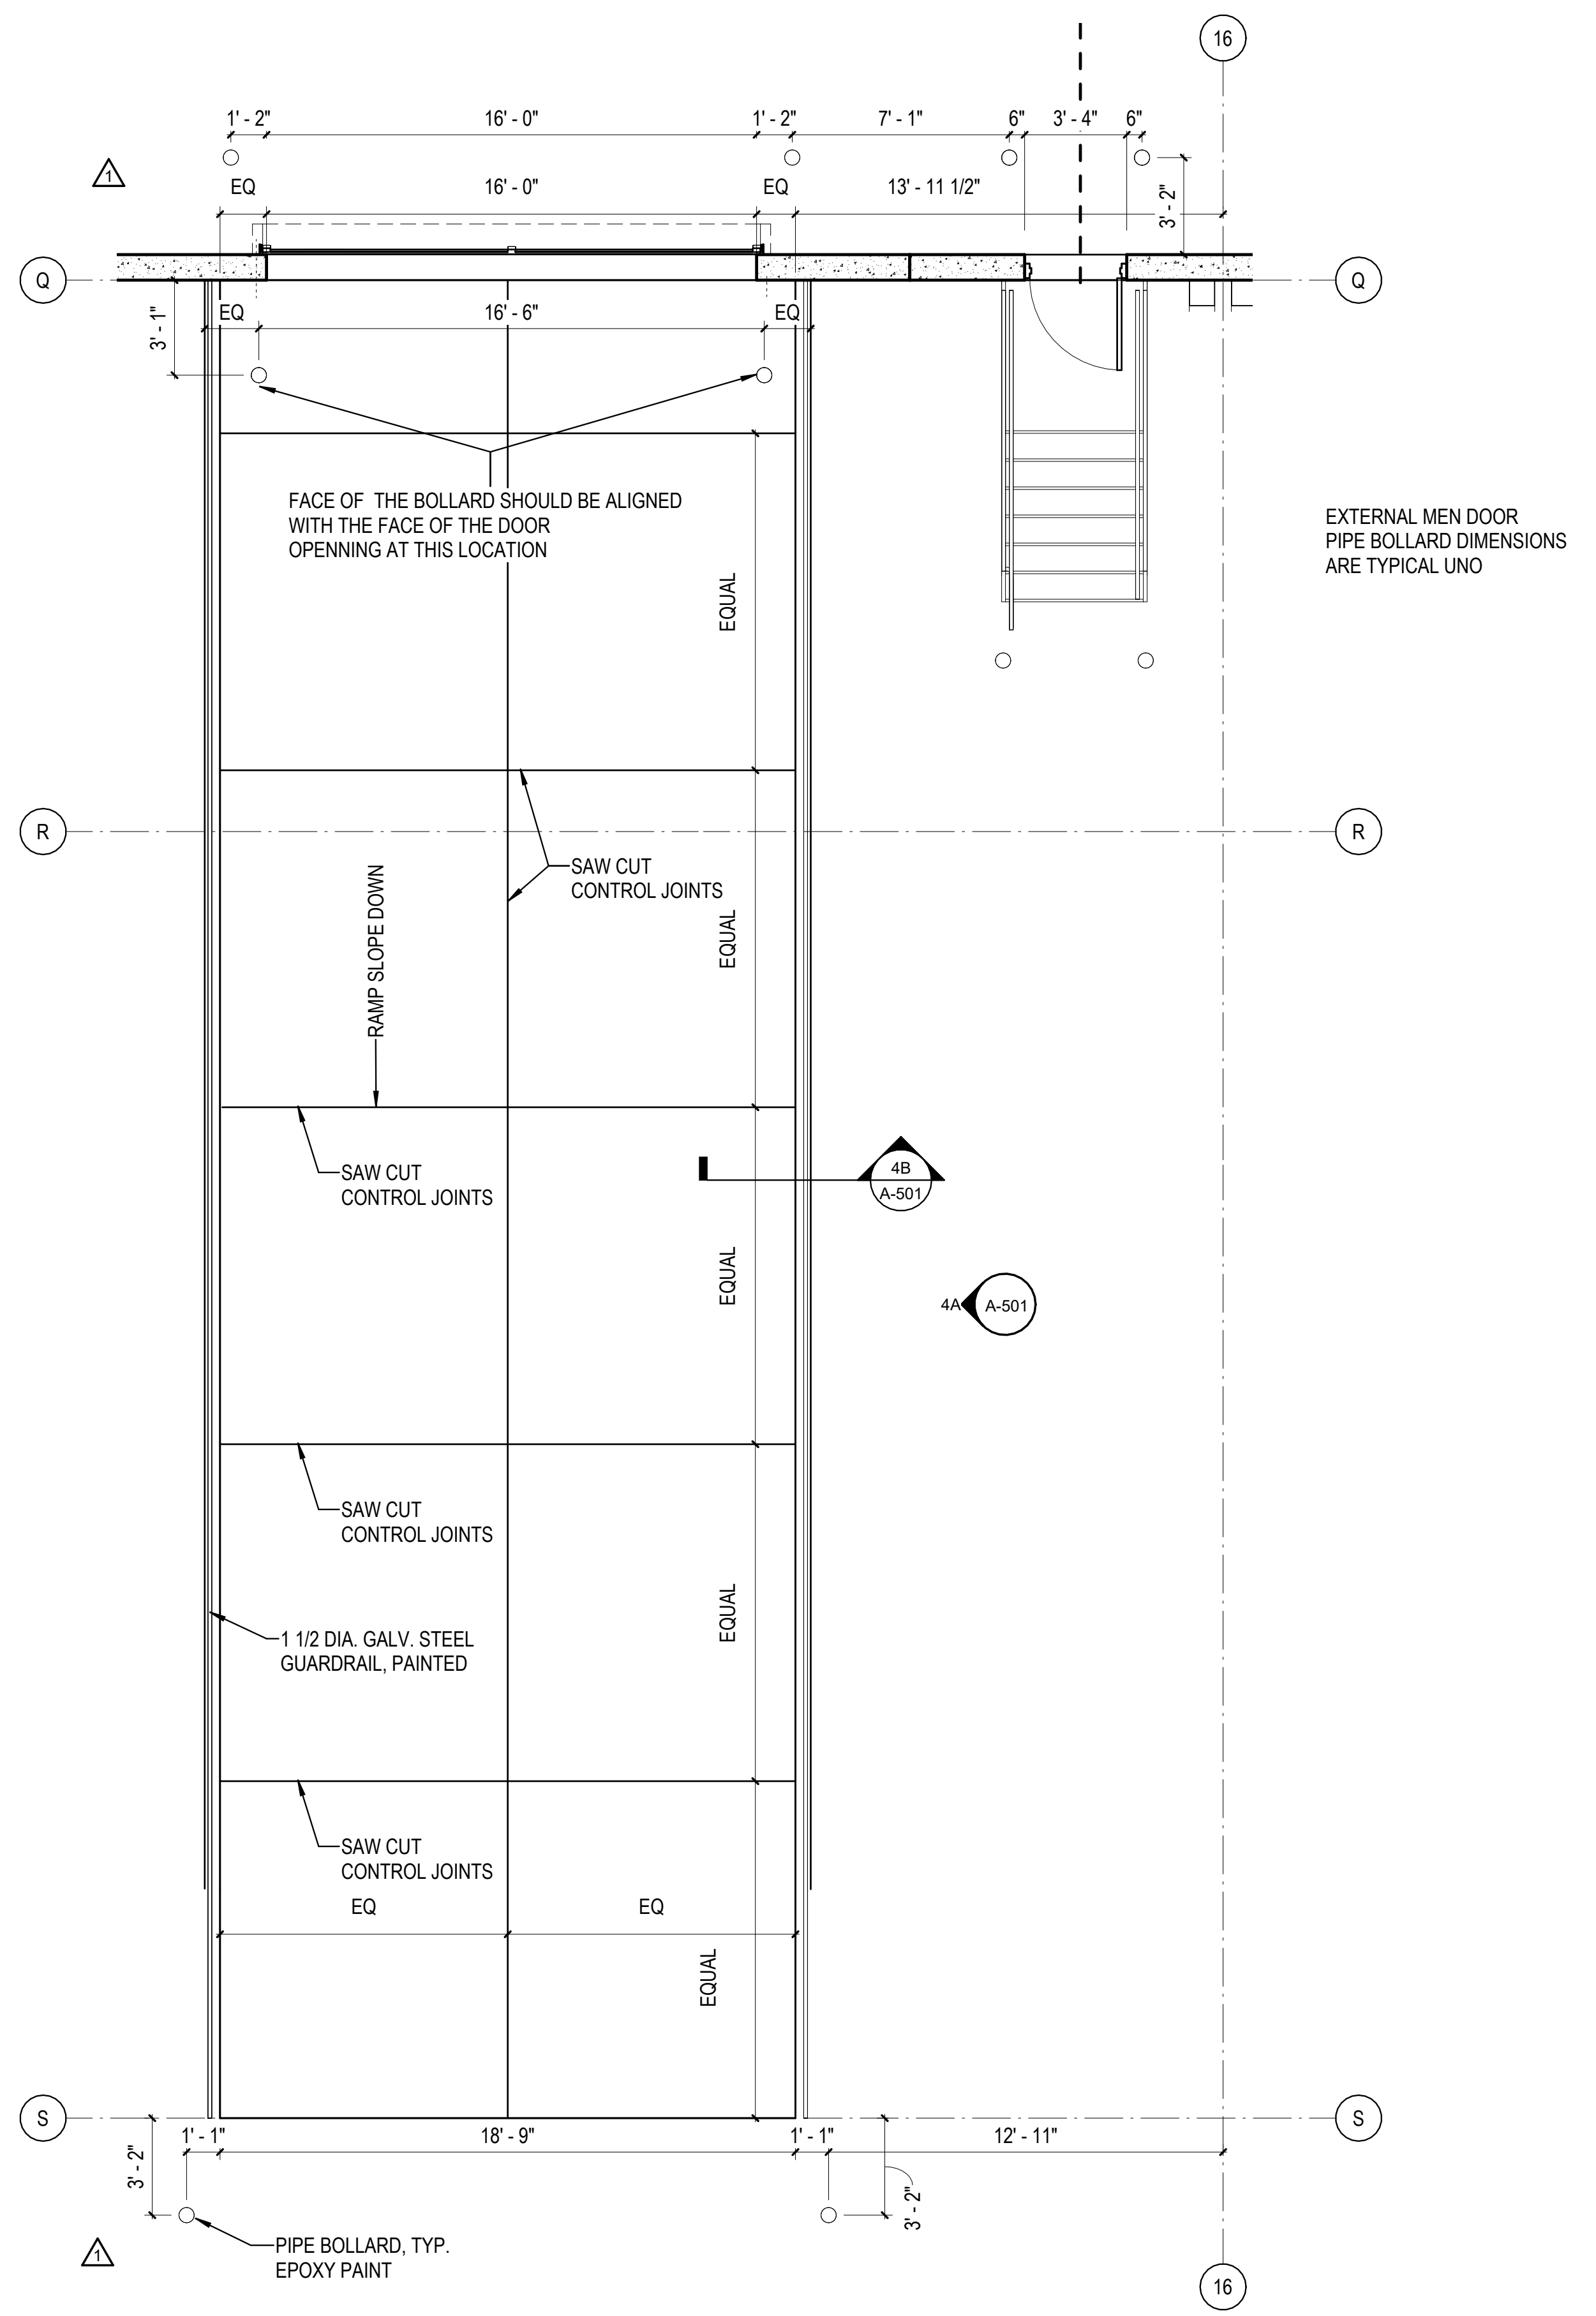 16
1' - 2"
16' - 0"
1' - 2"
7' - 1"
6"
3' - 4"
6"
1
EQ
16' - 0"
EQ
13' - 11 1/2"
3' - 2"
Q
Q
3' - 1"
EQ
16' - 6"
EQ
FACE OF THE BOLLARD SHOULD BE ALIGNED
WITH THE FACE OF THE DOOR
OPENNING AT THIS LOCATION
EXTERNAL MEN DOOR
PIPE BOLLARD DIMENSIONS
ARE TYPICAL UNO
EQUAL
R
R
SAW CUT
CONTROL JOINTS
RAMP SLOPE DOWN
EQUAL
SAW CUT
CONTROL JOINTS
4B
A-501
EQUAL
4A
A-501
SAW CUT
CONTROL JOINTS
EQUAL
1 1/2 DIA. GALV. STEEL
GUARDRAIL, PAINTED
SAW CUT
CONTROL JOINTS
EQ
EQ
EQUAL
S
S
1' - 1"
18' - 9"
1' - 1"
12' - 11"
3' - 2"
3' - 2"
PIPE BOLLARD, TYP.
EPOXY PAINT
1
16